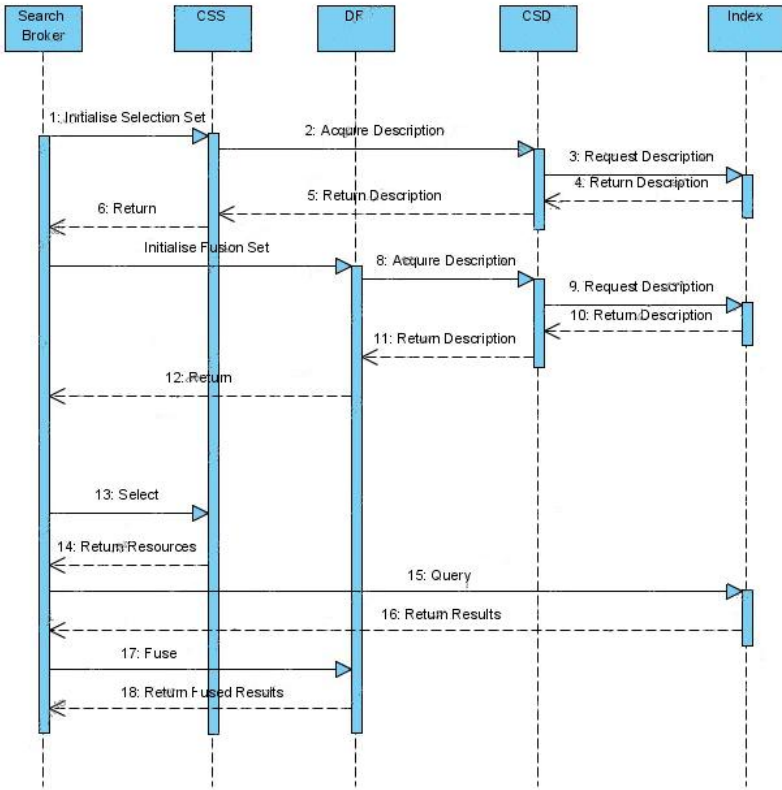 Search
Broker
CSS
DF
CSD
Index
1: Initialise Selection Set
2: Acquire Description
3: Request Description
4: Return Description
5: Return Description
6: Return
Initialise Fusion Set
8: Acquire Description
9. Request Description
10: Return Description
11: Return Description
12: Return
13: Select
14: Return Resources
15: Query
16: Return Results
17: Fuse
18: Return Fused Results